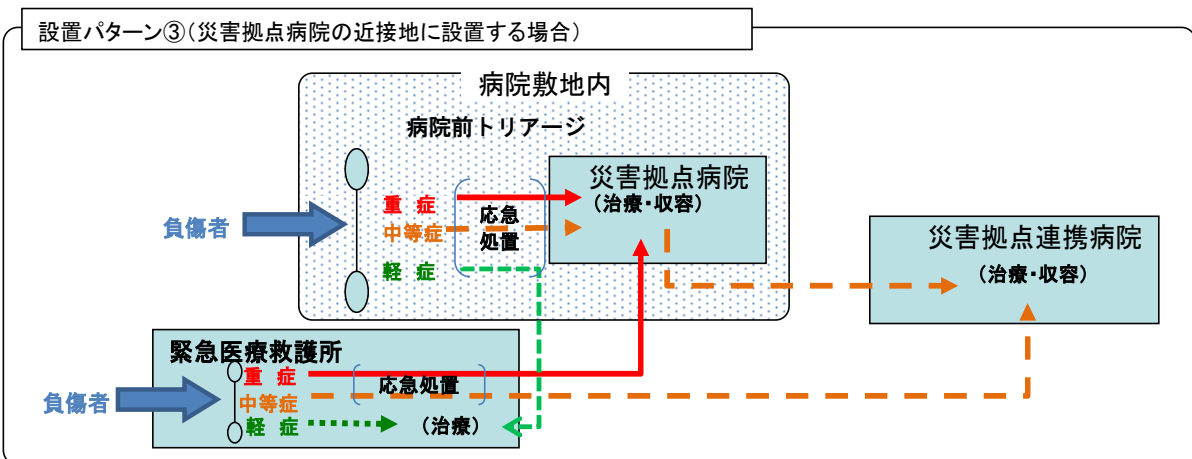 設置パターン③(災害拠点病院の近接地に設置する場合)
病院敷地内
病院前トリアージ
負傷者
重 症
中等症
軽 症
応急
処置
災害拠点病院
(治療・収容)
災害拠点連携病院
(治療・収容)
緊急医療救護所
負傷者
重 症
中等症
軽 症
応急処置
(治療)